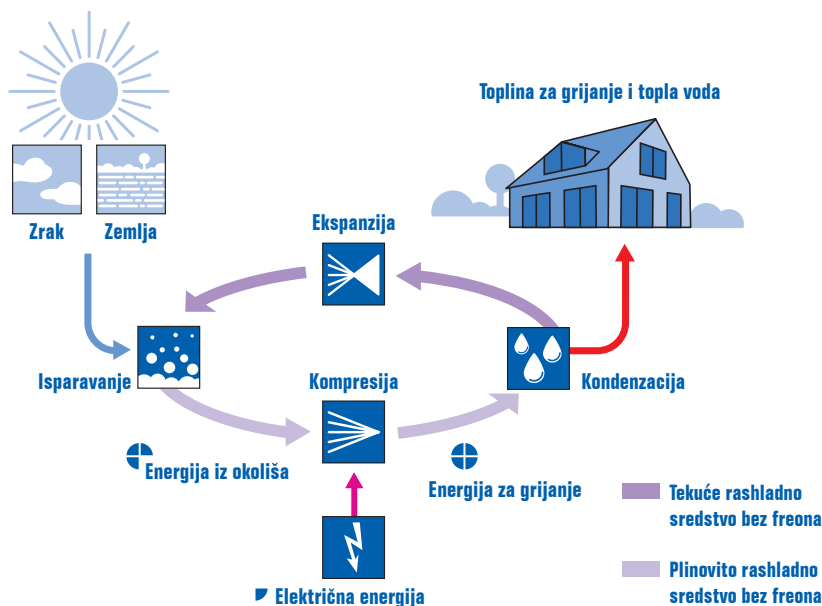 Toplina za grijanje i topla voda
Zrak
Zemlja
Ekspanzija
Isparavanje
Kompresija
Kondenzacija
Energija iz okoliša
Energija za grijanje
Električna energija
Tekuće rashladno
sredstvo bez freona
Plinovito rashladno
sredstvo bez freona